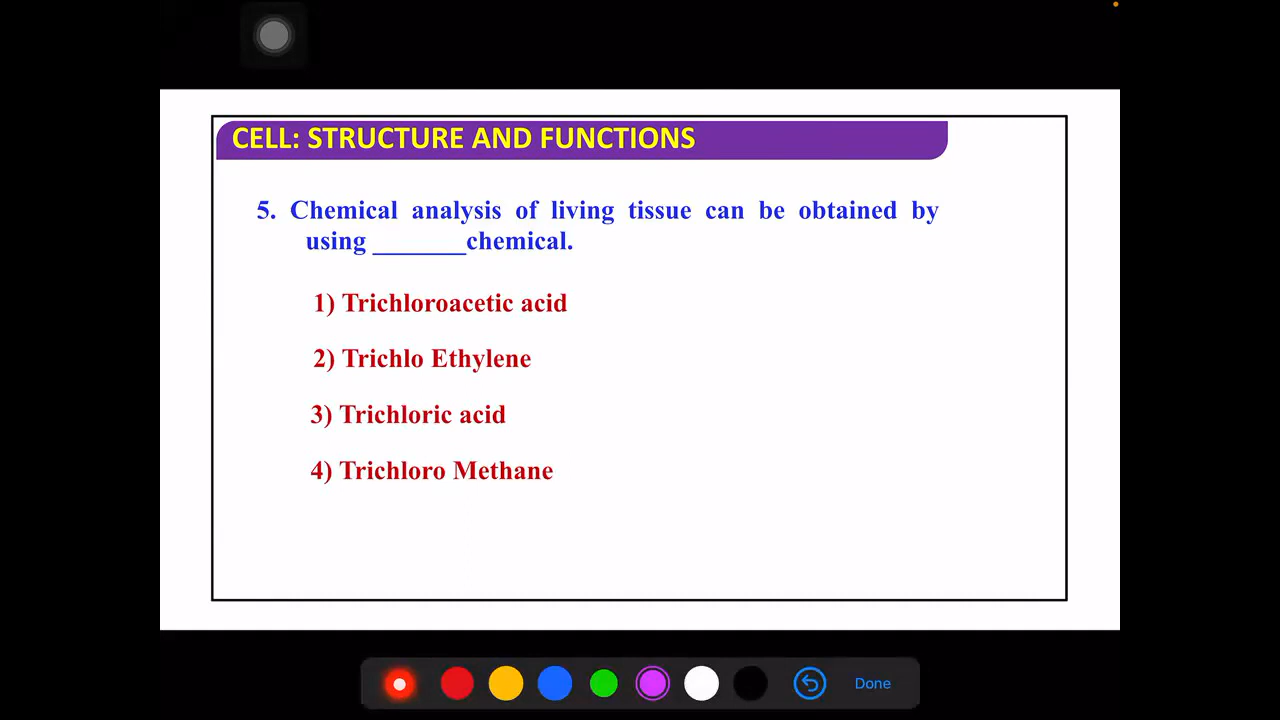 CELL: STRUCTURE AND FUNCTIONS
5. Chemical analysis of living tissue can be obtained by
using _______chemical.
1) Trichloroacetic acid
2) Trichlo Ethylene
3) Trichloric acid
4) Trichloro Methane
Done